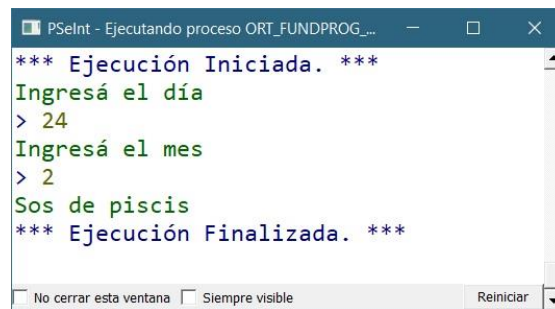 PSeInt - Ejecutando proceso ORT_FUNDPROG_...
*** Ejecución Iniciada. ***
Ingresá el día
> 24
Ingresá el mes
> 2
Sos de piscis
*** Ejecución Finalizada. ***
No cerrar esta ventana Siempre visible Reiniciar